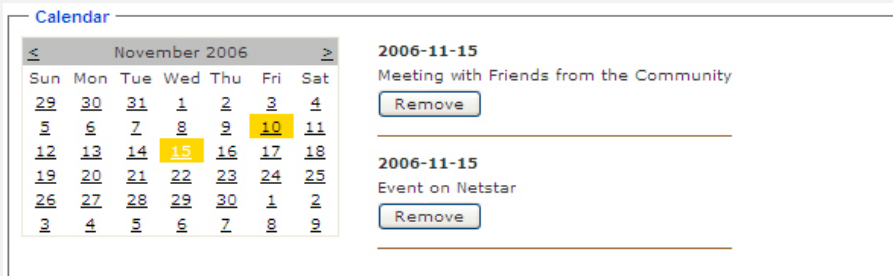 Calendar
< November 2006 >
Sun Mon Tue Wed Thu Fri Sat
29 30 31 1 2 3 4
5 6 7 8 9 10 11
12 13 14 15 16 17 18
19 20 21 22 23 24 25
26 27 28 29 30 1 2
3 4 5 6 7 8 9
2006-11-15
Meeting with Friends from the Community
Remove
2006-11-15
Event on Netstar
Remove